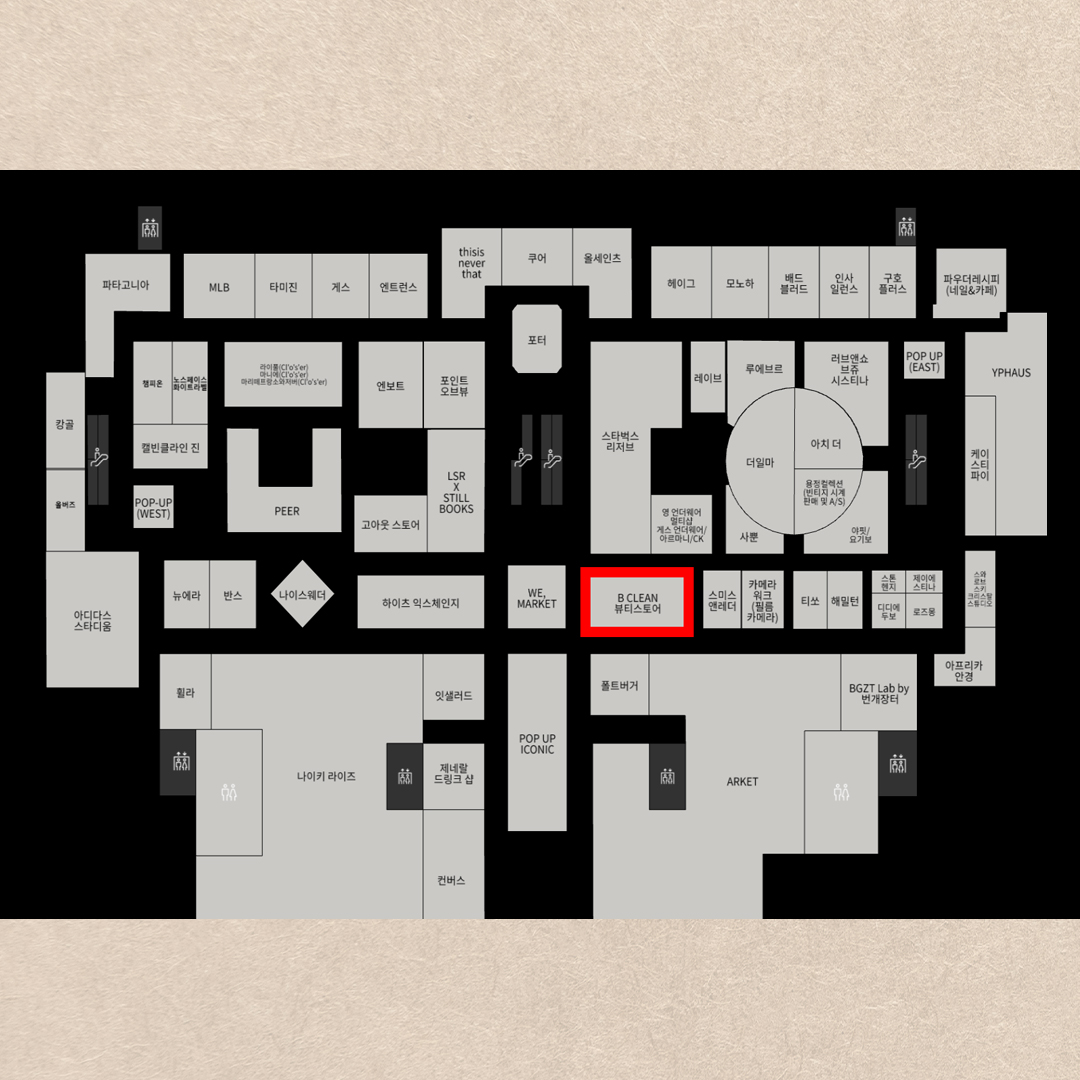 thisis
never
that
쿠어
올세인츠
파타고니아
MLB
타미진
게스
엔트런스
헤이그
모노하
배드
블러드
인사
일런스
구호
플러스
파우더레시피
(네일&카페)
포터
챔피온
노스페이스
화이트라벨
캘빈클라인 진
라이풀(Cl'o's'er)
마니에(Cl'o's'er)
마리떼프랑소와저버(Cl'o's'er)
엔보트
포인트
오브뷰
스타벅스
리저브
레이브
루에브르
러브앤쇼
브쥬
시스티나
POP UP
(EAST)
YPHAUS
캉골
올버즈
POP-UP
(WEST)
PEER
고아웃 스토어
LSR
X
STILL
BOOKS
영 언더웨어
멀티샵
게스 언더웨어/
아르마니/CK
더일마
아치 더
용정컬렉션
(빈티지 시계
판매 및 A/S)
사뿐
야핏/
요기보
케이
스티
파이
아디다스
스타디움
뉴에라
반스
나이스웨더
하이츠 익스체인지
WE,
MARKET
B CLEAN
뷰티스토어
스미스
앤레더
카메라
워크
(필름
카메라)
티쏘
해밀턴
스톤
헨지
제이에
스티나
디디에
두보
로즈몽
스와
로브
스키
크리스탈
스튜디오
아프리카
안경
휠라
나이키 라이즈
잇샐러드
제네랄
드링크 샵
컨버스
POP UP
ICONIC
폴트버거
ARKET
BGZT Lab by
번개장터